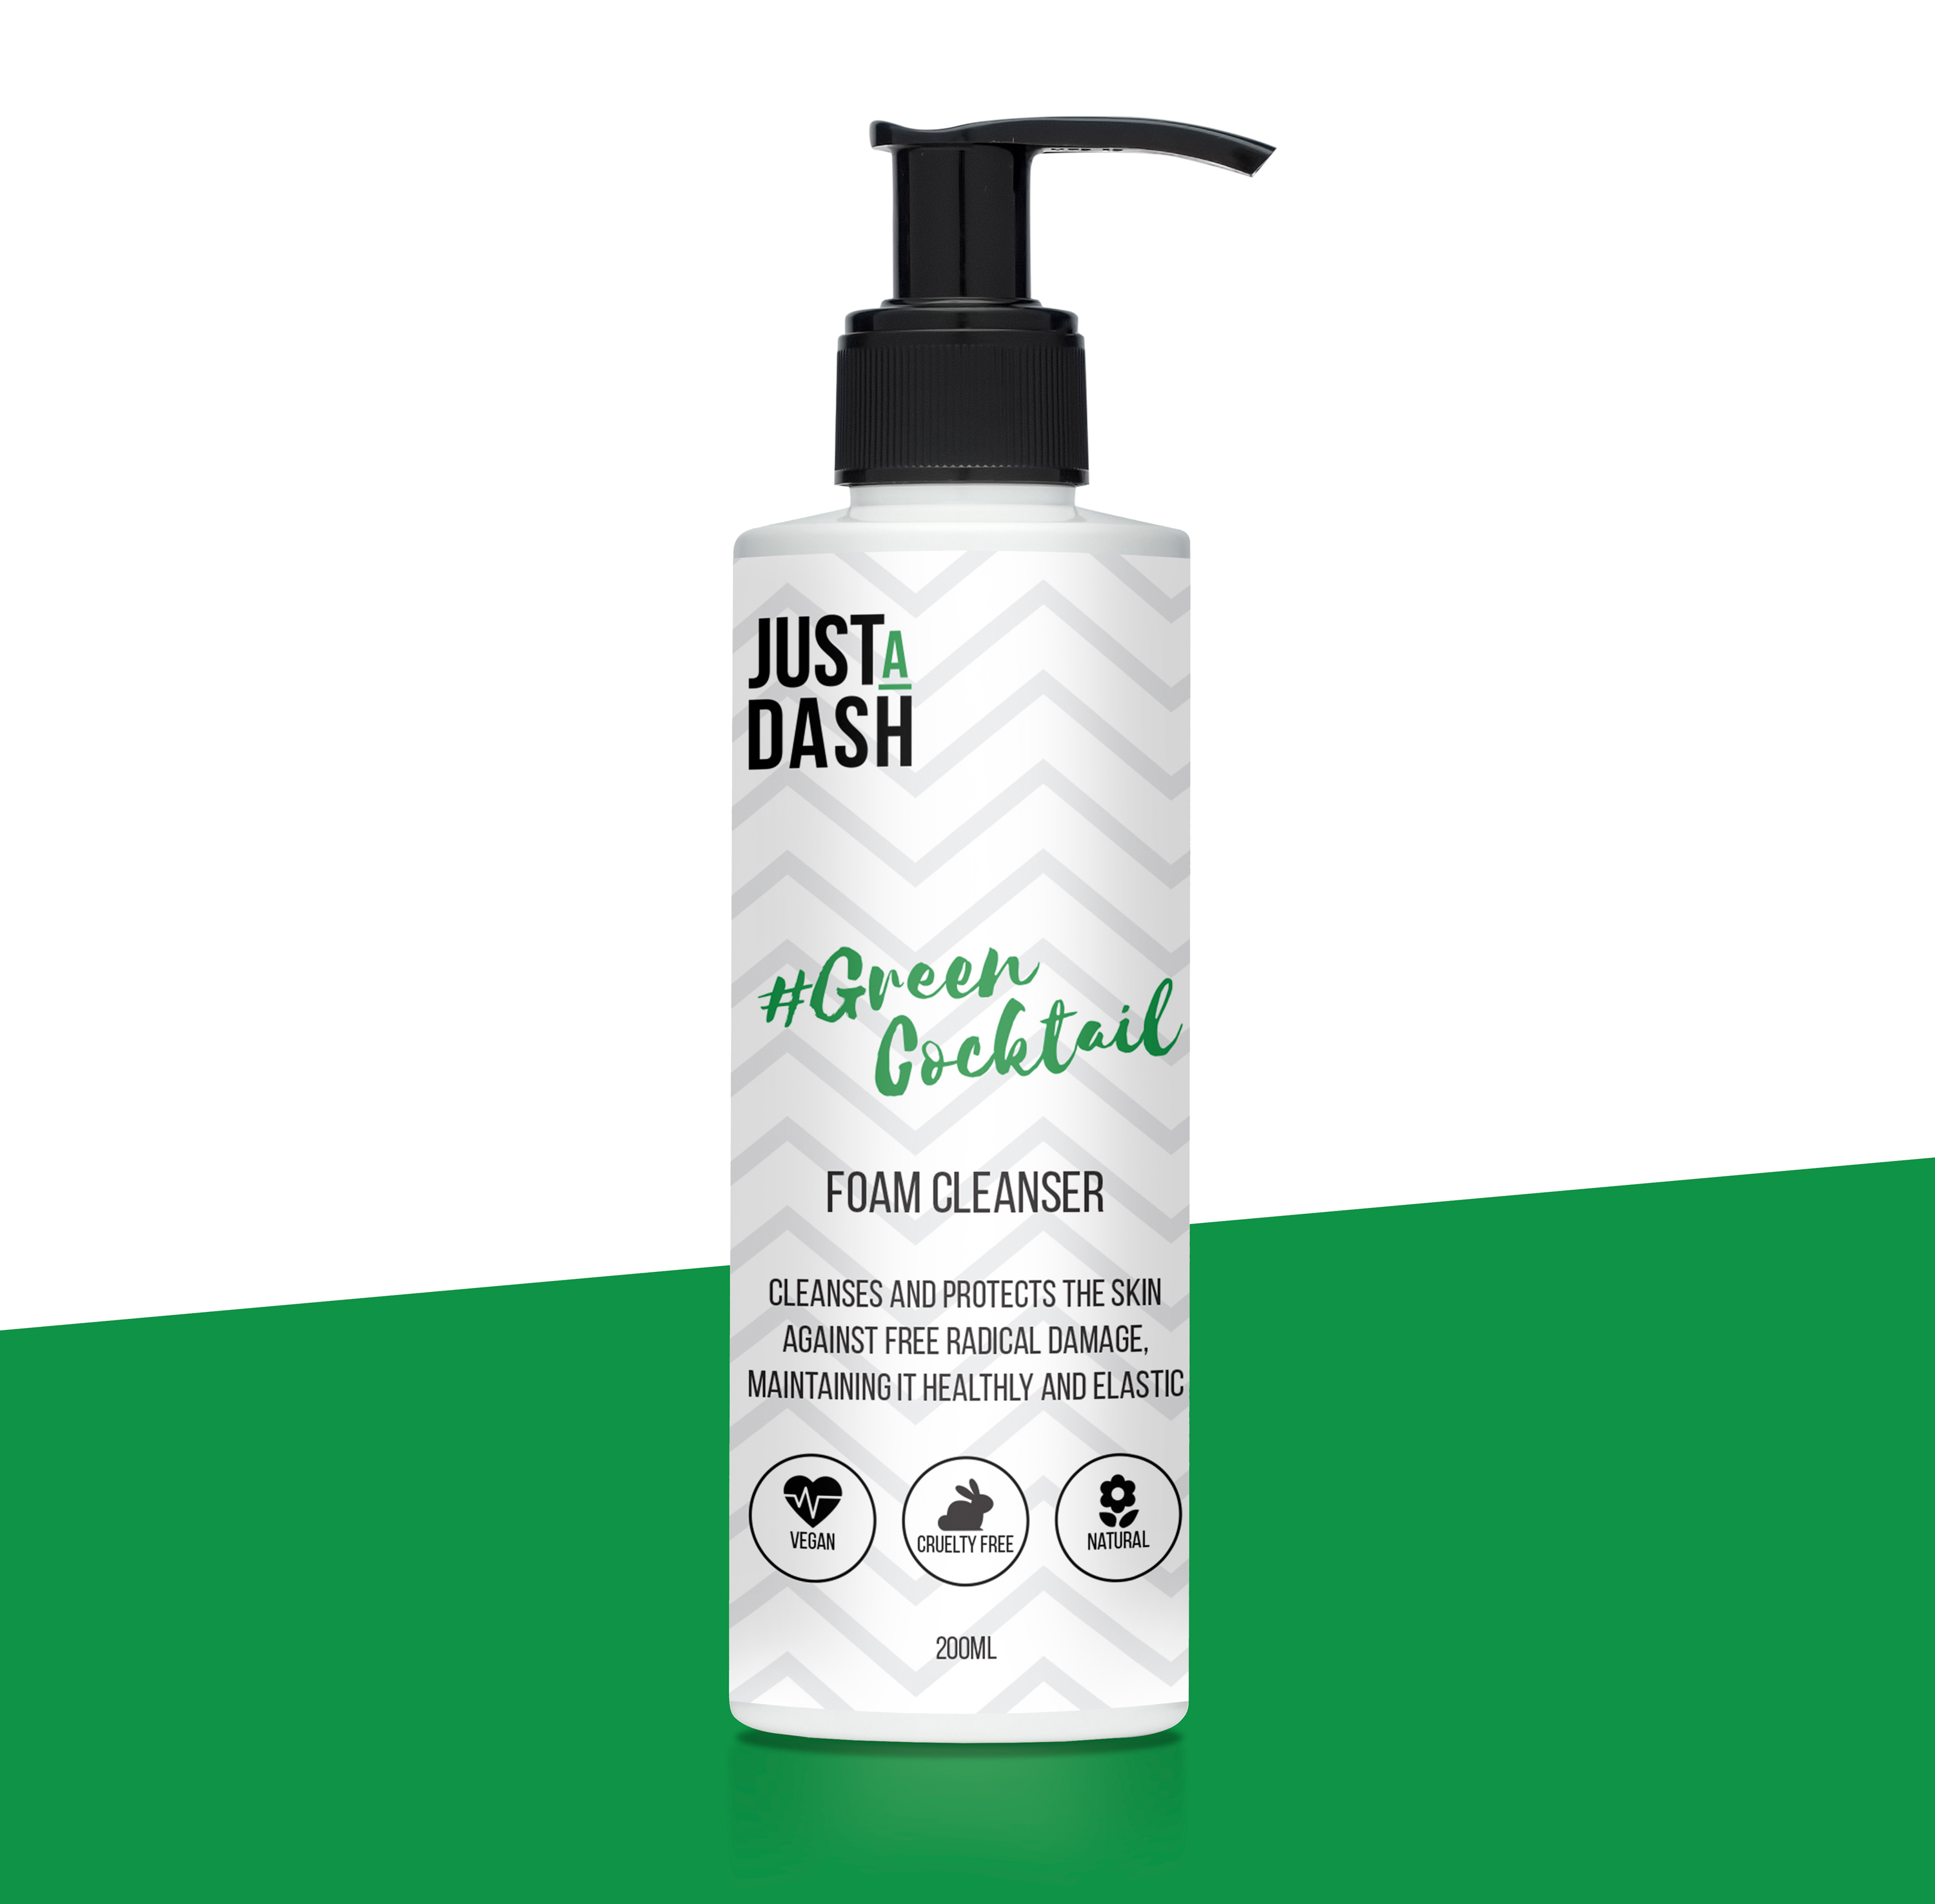 JUST A
DASH
#Green
Cocktail
FOAM CLEANSER
CLEANSES AND PROTECTS THE SKIN
AGAINST FREE RADICAL DAMAGE,
MAINTAINING IT HEALTHLY AND ELASTIC
VEGAN
CRUELTY FREE
NATURAL
200ML